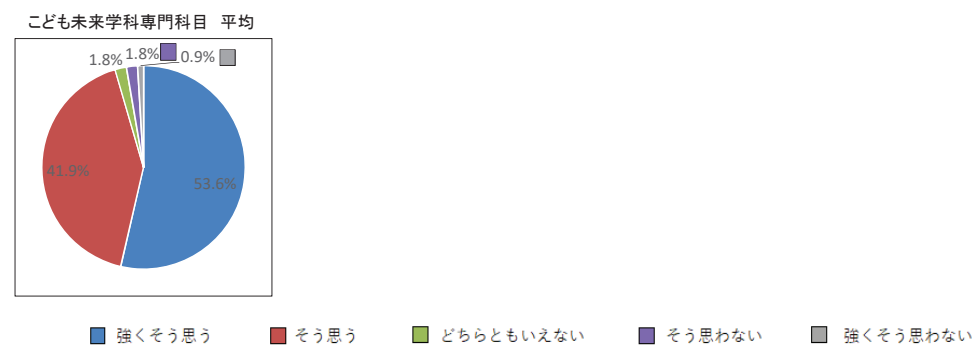 こども未来学科専門科目 平均
1.8% 1.8% 0.9%
41.9%
53.6%
強くそう思う そう思う どちらともいえない そう思わない 強くそう思わない